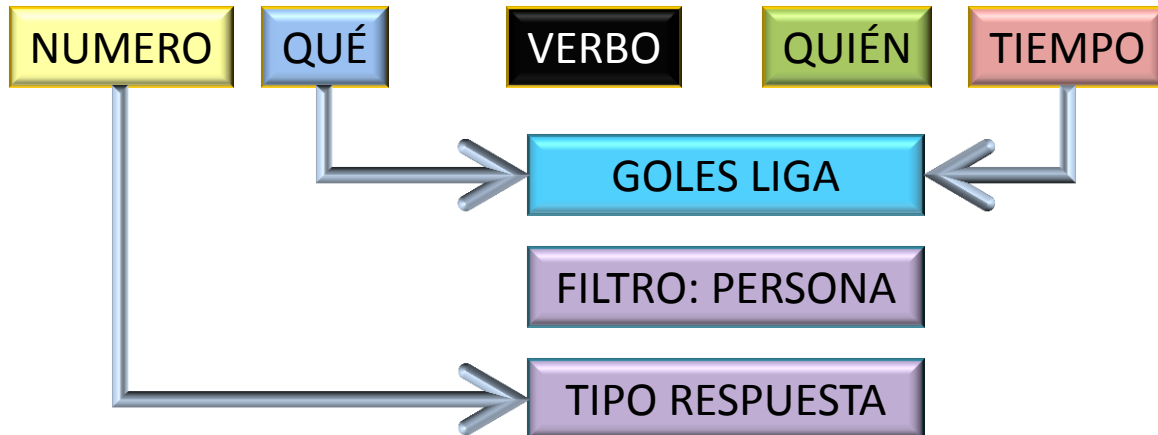 NUMERO
QUÉ
VERBO
QUIÉN
TIEMPO
GOLES LIGA
FILTRO: PERSONA
TIPO RESPUESTA